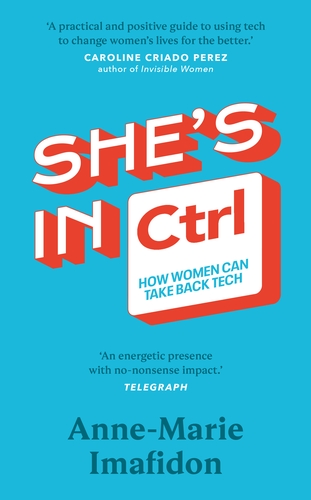 ‘A practical and positive guide to using tech
to change women’s lives for the better.’
CAROLINE CRIADO PEREZ
author of Invisible Women
SHE’S
IN Ctrl
HOW WOMEN CAN
TAKE BACK TECH
‘An energetic presence
with no-nonsense impact.’
TELEGRAPH
Anne-Marie
Imafidon